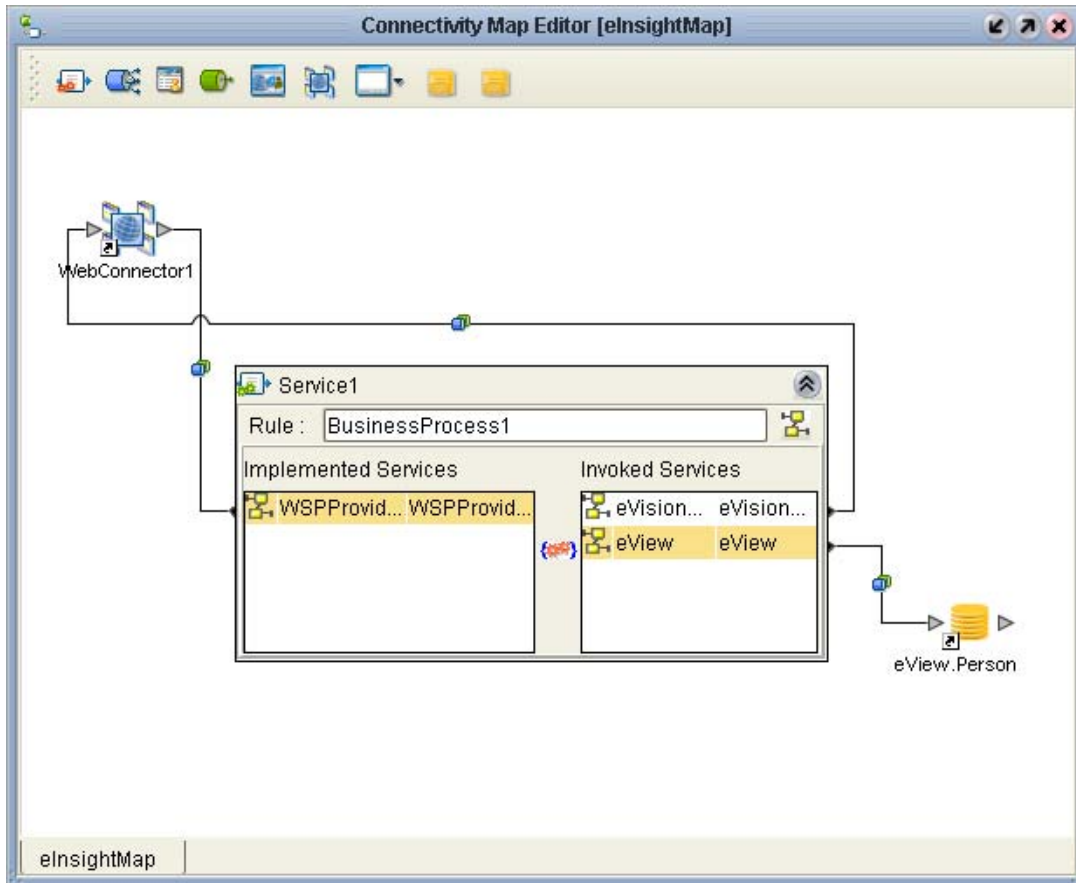 Connectivity Map Editor [eInsightMap]
WebConnector1
Service1
Rule : BusinessProcess1
Implemented Services Invoked Services
WSPProvid... WSPProvid... eVision... eVision...
eView eView
eView.Person
eInsightMap